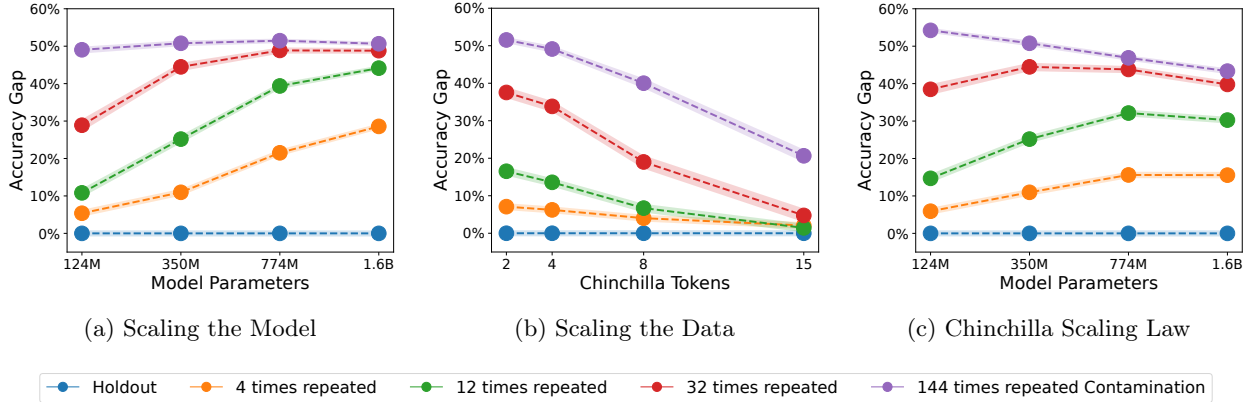 60%
50%
40%
30%
20%
10%
0%
Accuracy Gap
124M 350M 774M 1.6B
Model Parameters
(a) Scaling the Model
60%
50%
40%
30%
20%
10%
0%
Accuracy Gap
2 4 8 15
Chinchilla Tokens
(b) Scaling the Data
60%
50%
40%
30%
20%
10%
0%
Accuracy Gap
124M 350M 774M 1.6B
Model Parameters
(c) Chinchilla Scaling Law
Holdout 4 times repeated 12 times repeated 32 times repeated 144 times repeated Contamination